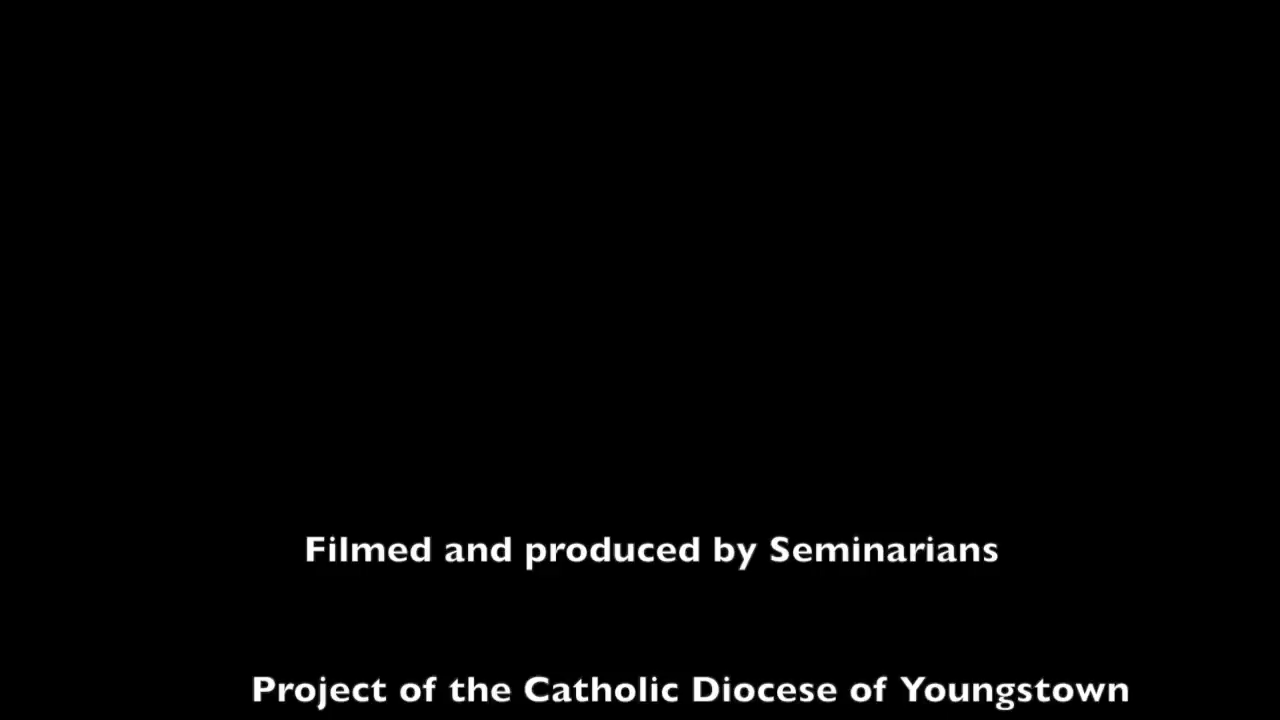 Filmed and produced by Seminarians
Project of the Catholic Diocese of Youngstown